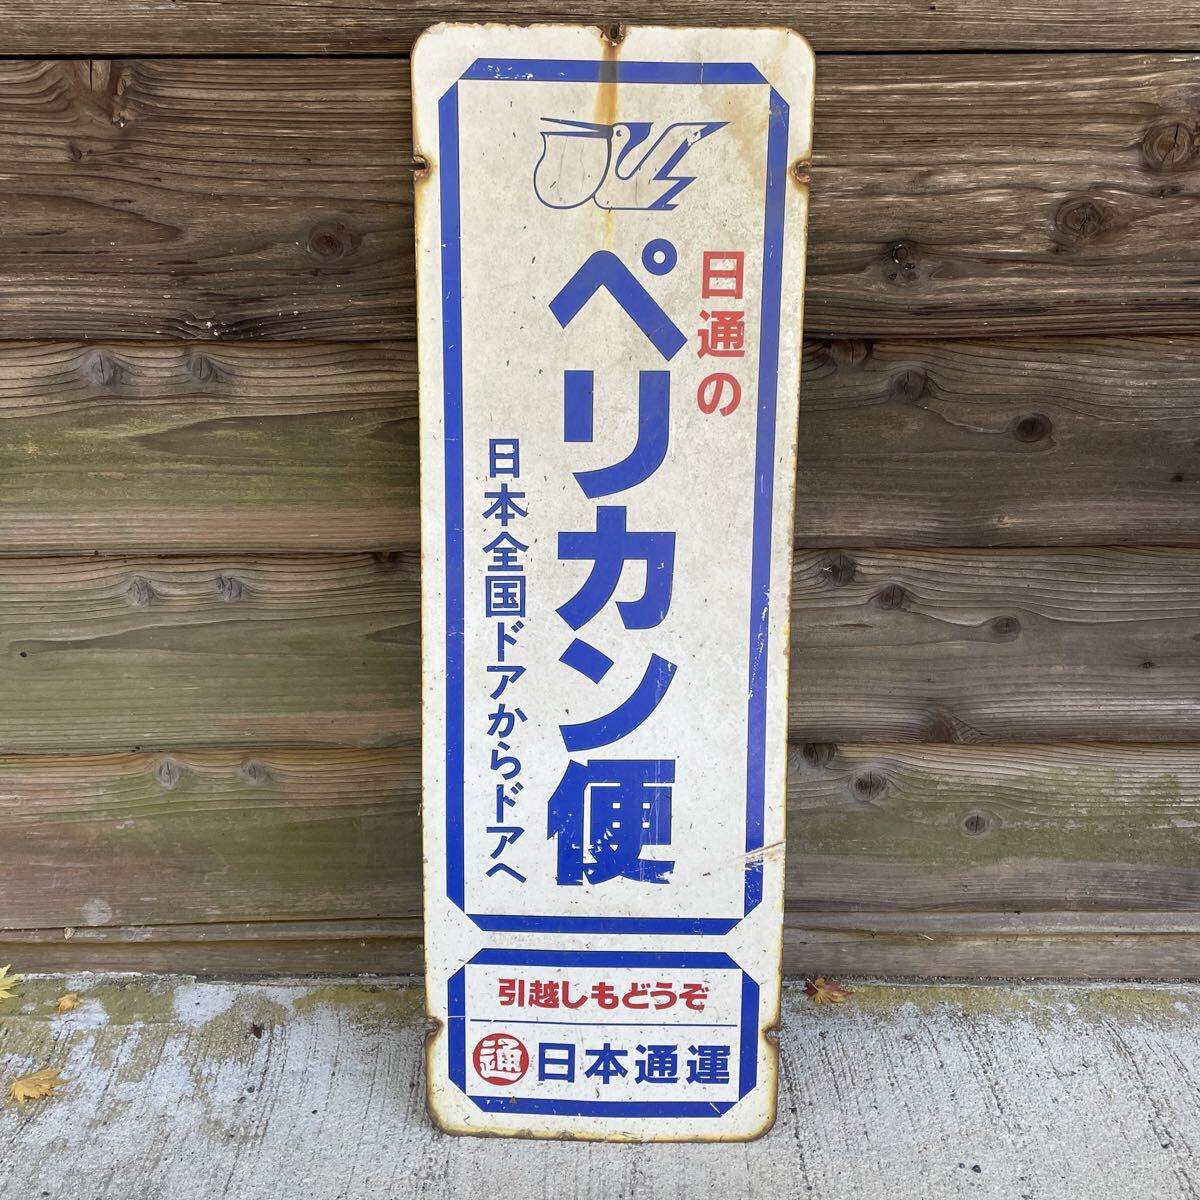 日通の
ペリカン便
日本全国ドアからドアへ
引越しもどうぞ
通 日本通運